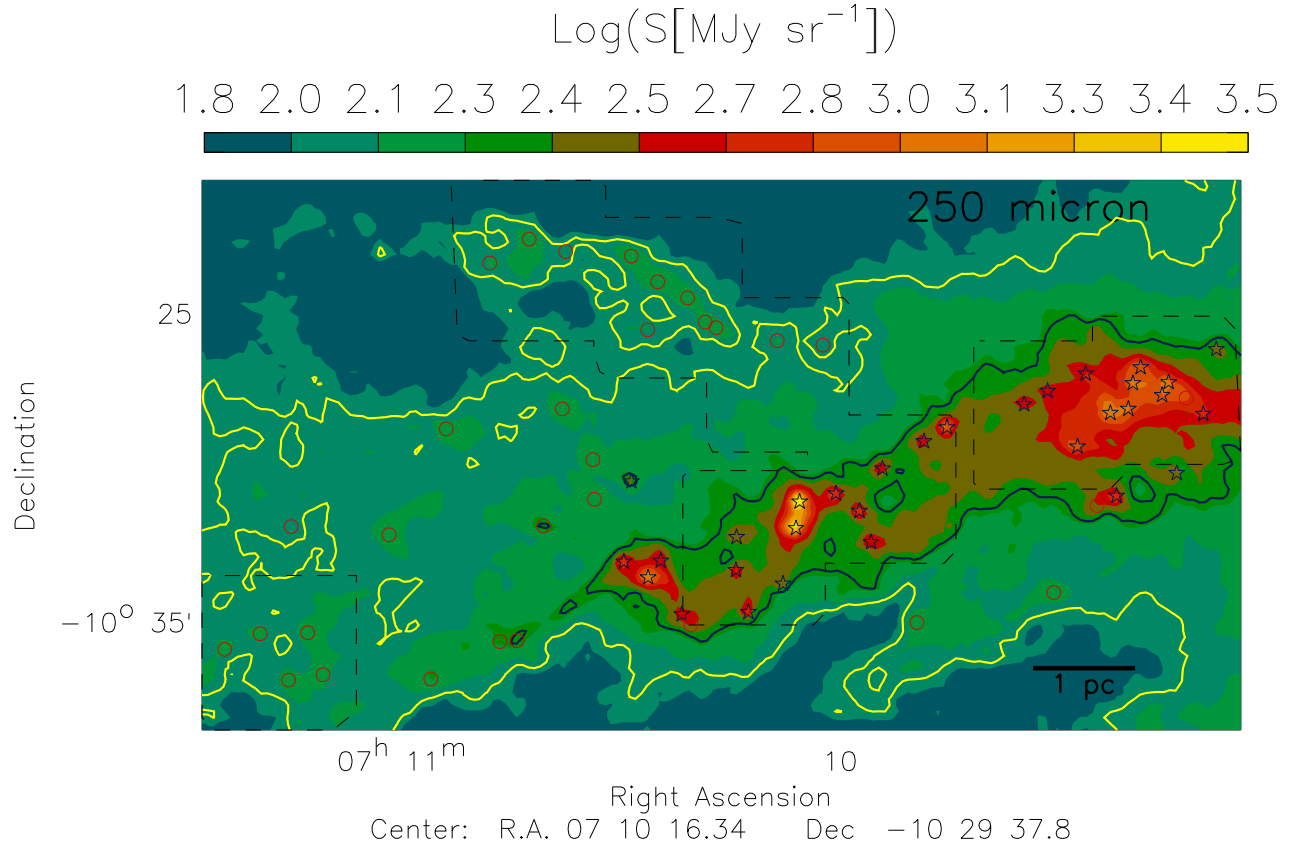 Log(S[MJy sr⁻¹])
1.8 2.0 2.1 2.3 2.4 2.5 2.7 2.8 3.0 3.1 3.3 3.4 3.5
250 micron
25
Declination
−10° 35'
1 pc
07ʰ 11ᵐ 10
Right Ascension
Center: R.A. 07 10 16.34 Dec −10 29 37.8